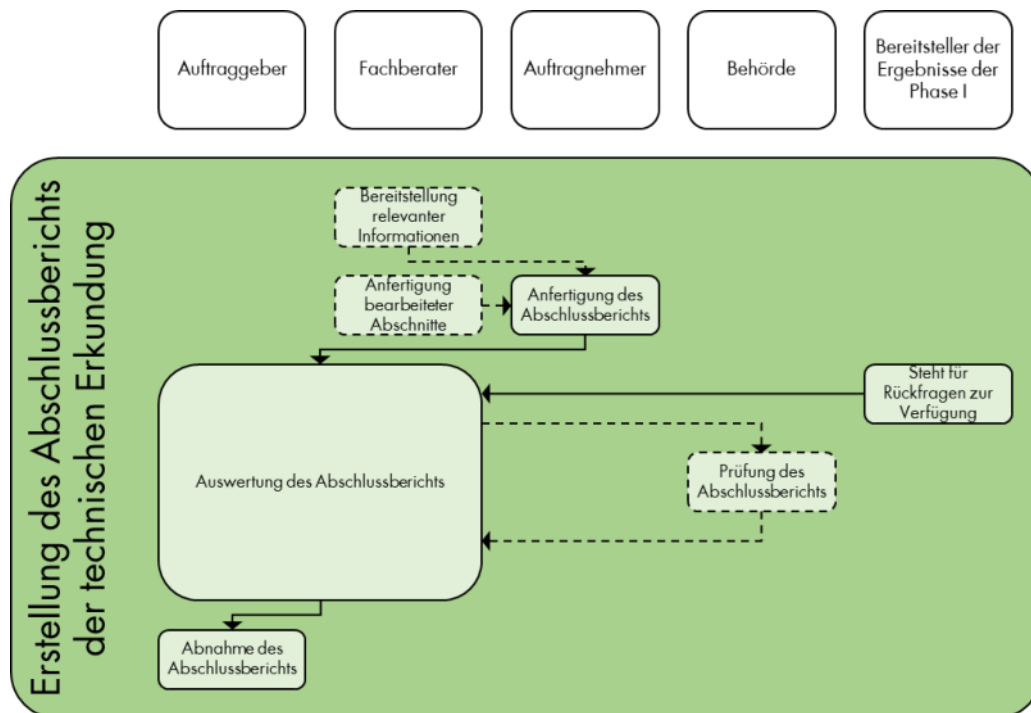 Auftraggeber
Fachberater
Auftragnehmer
Behörde
Bereitsteller der
Ergebnisse der
Phase I
Erstellung des Abschlussberichts
der technischen Erkundung
Bereitstellung
relevanter
Informationen
Anfertigung
bearbeiteter
Abschnitte
Anfertigung des
Abschlussberichts
Steht für
Rückfragen zur
Verfügung
Auswertung des Abschlussberichts
Prüfung des
Abschlussberichts
Abnahme des
Abschlussberichts